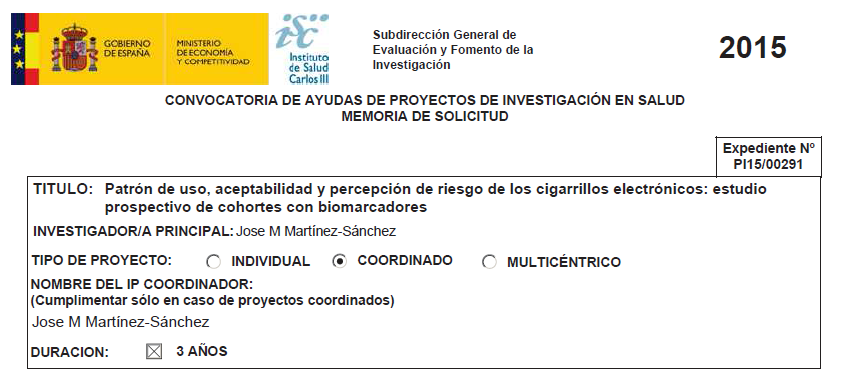 GOBIERNO
DE ESPAÑA
MINISTERIO
DE ECONOMÍA
Y COMPETITIVIDAD
isc
Instituto
de Salud
Carlos III
Subdirección General de
Evaluación y Fomento de la
Investigación
2015
CONVOCATORIA DE AYUDAS DE PROYECTOS DE INVESTIGACIÓN EN SALUD
MEMORIA DE SOLICITUD
Expediente Nº
PI15/00291
TITULO: Patrón de uso, aceptabilidad y percepción de riesgo de los cigarrillos electrónicos: estudio
prospectivo de cohortes con biomarcadores
INVESTIGADOR/A PRINCIPAL: Jose M Martínez-Sánchez
TIPO DE PROYECTO: INDIVIDUAL COORDINADO MULTICÉNTRICO
NOMBRE DEL IP COORDINADOR:
(Cumplimentar sólo en caso de proyectos coordinados)
Jose M Martínez-Sánchez
DURACION: 3 AÑOS